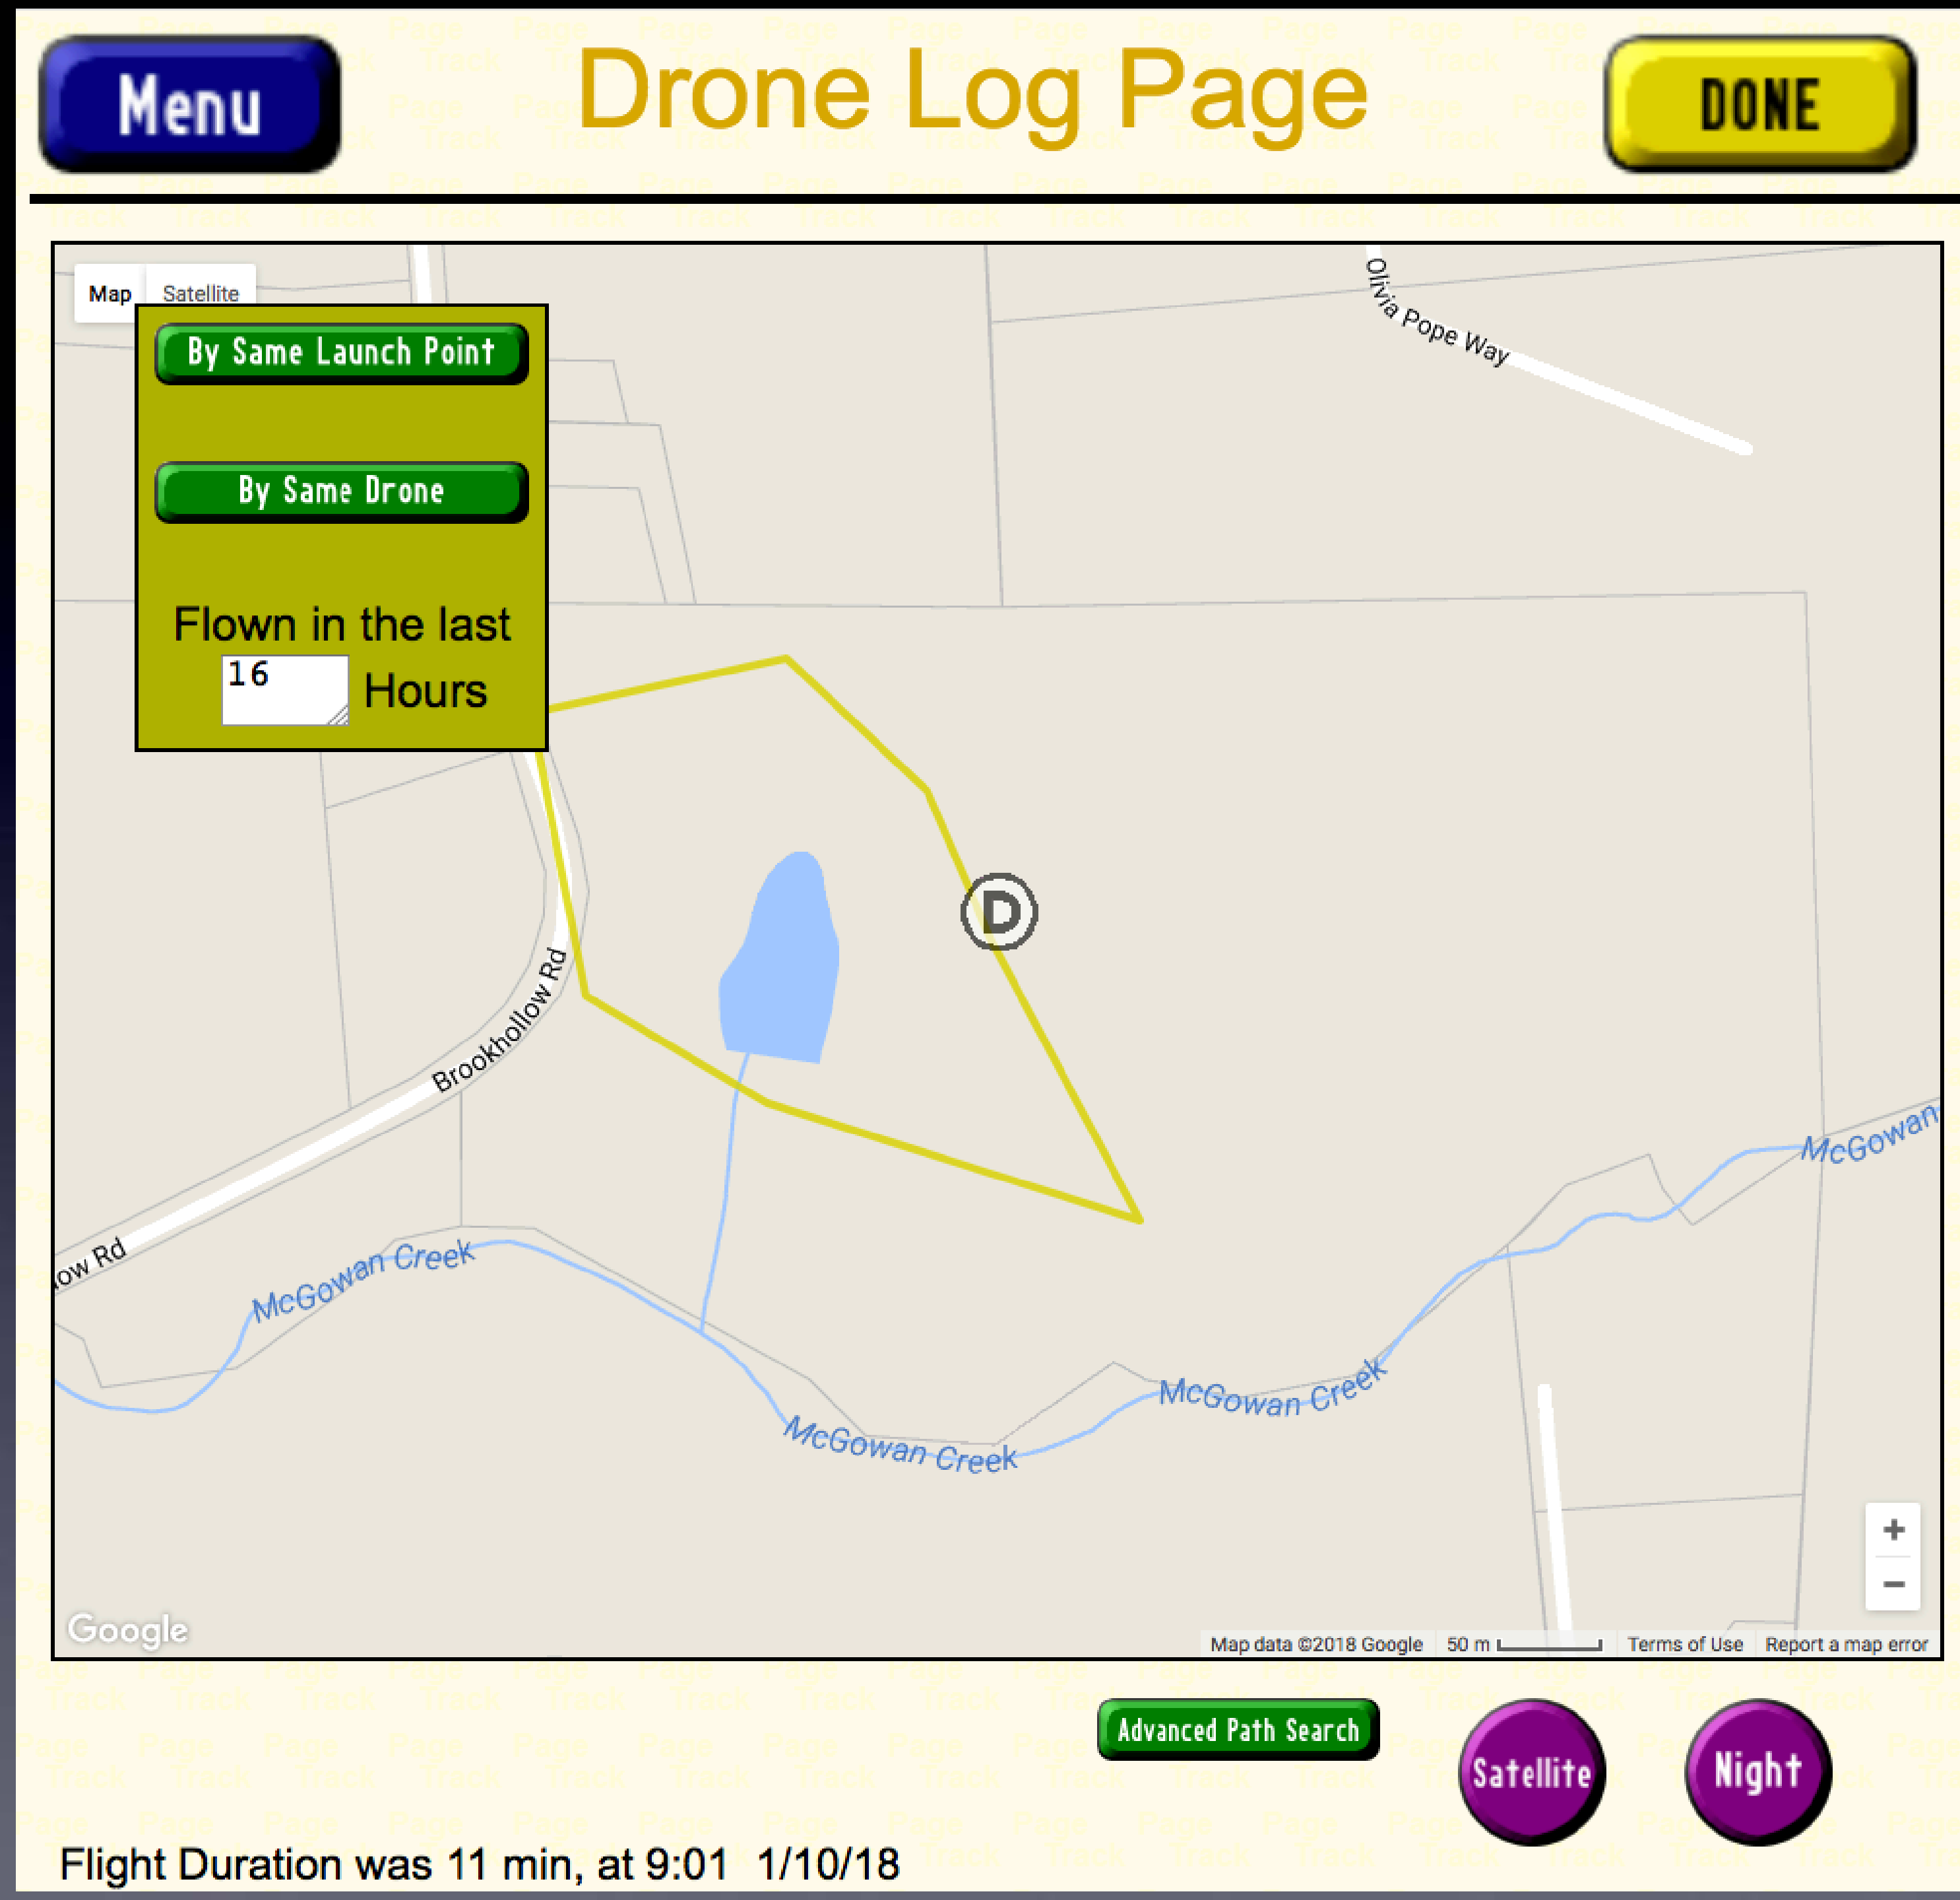 Menu
Drone Log Page
DONE
Map
Satellite
Olivia Pope Way
By Same Launch Point
By Same Drone
Flown in the last
16
Hours
D
Brookhollow Rd
McGowan
low Rd
McGowan Creek
McGowan Creek
McGowan Creek
+
−
Google
Map data ©2018 Google
50 m
Terms of Use
Report a map error
Advanced Path Search
Satellite
Night
Flight Duration was 11 min, at 9:01 1/10/18